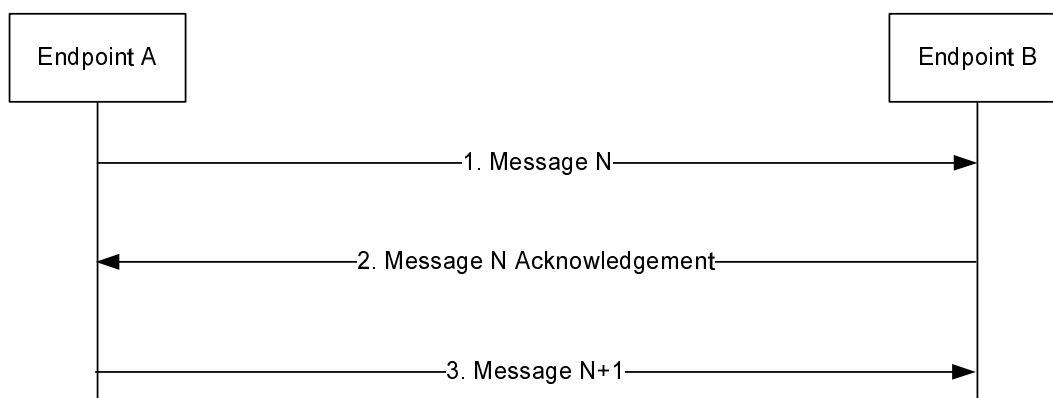 Endpoint A
Endpoint B
1. Message N
2. Message N Acknowledgement
3. Message N+1